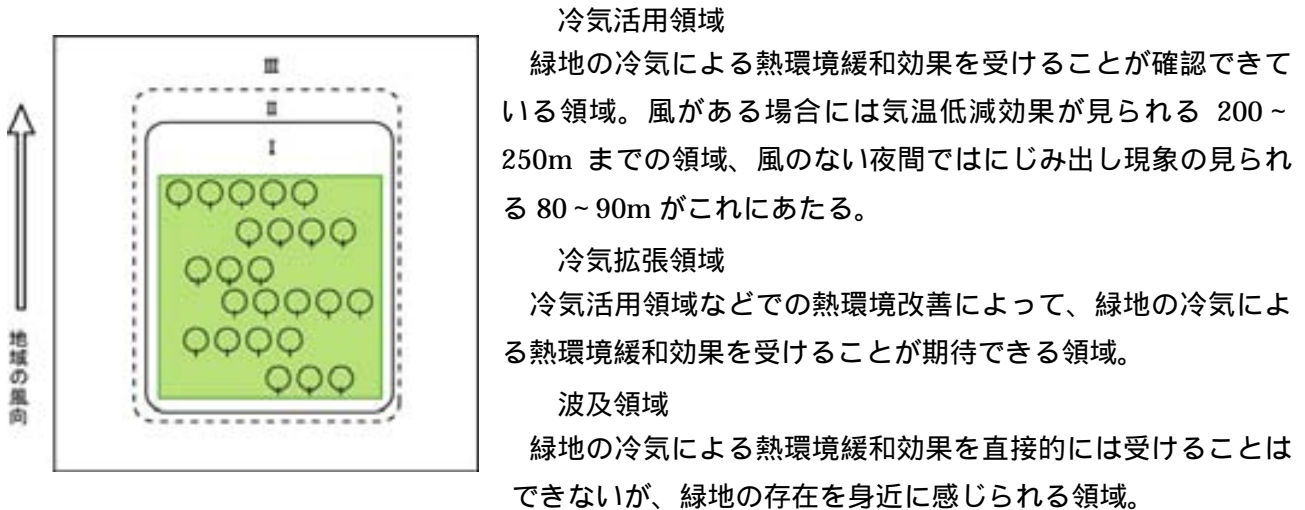 Ⅲ
Ⅱ
Ⅰ
地域の風向
冷気活用領域
緑地の冷気による熱環境緩和効果を受けることが確認できて
いる領域。風がある場合には気温低減効果が見られる 200~
250m までの領域、風のない夜間ではにじみ出し現象の見られ
る 80~90m がこれにあたる。
冷気拡張領域
冷気活用領域などでの熱環境改善によって、緑地の冷気によ
る熱環境緩和効果を受けることが期待できる領域。
波及領域
緑地の冷気による熱環境緩和効果を直接的には受けることは
できないが、緑地の存在を身近に感じられる領域。